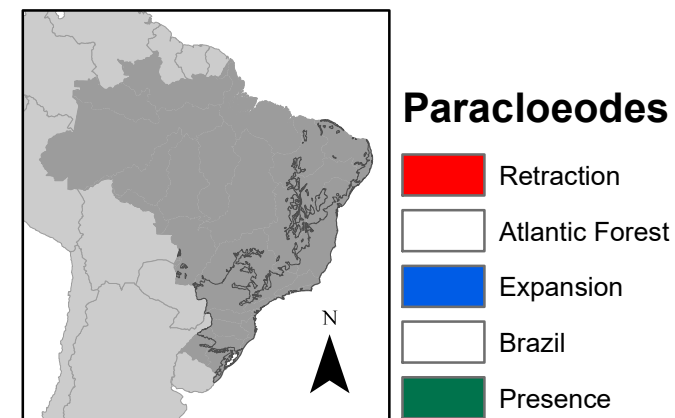 Paracloeodes
Retraction
Atlantic Forest
Expansion
Brazil
Presence
N